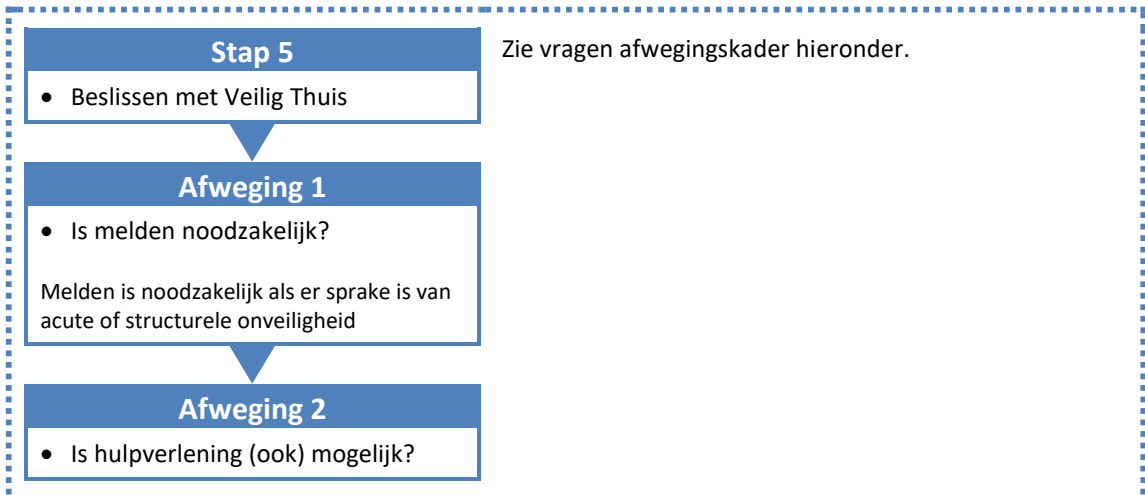 Stap 5
• Beslissen met Veilig Thuis
Zie vragen afwegingskader hieronder.
Afweging 1
• Is melden noodzakelijk?
Melden is noodzakelijk als er sprake is van
acute of structurele onveiligheid
Afweging 2
• Is hulpverlening (ook) mogelijk?